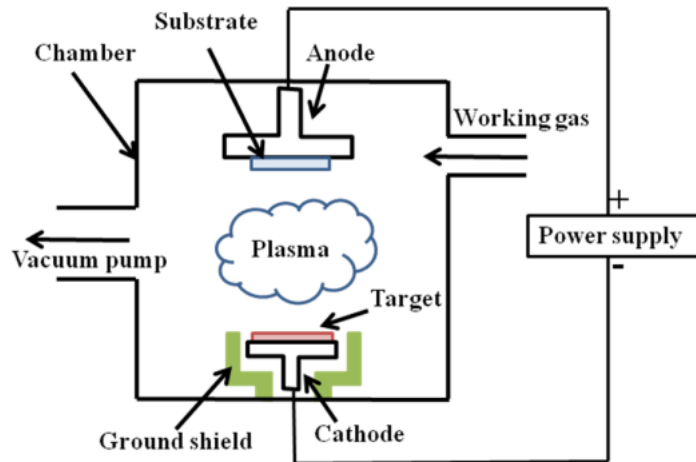 Substrate
Chamber
Anode
Working gas
+
Power supply
-
Vacuum pump
Plasma
Target
Ground shield
Cathode